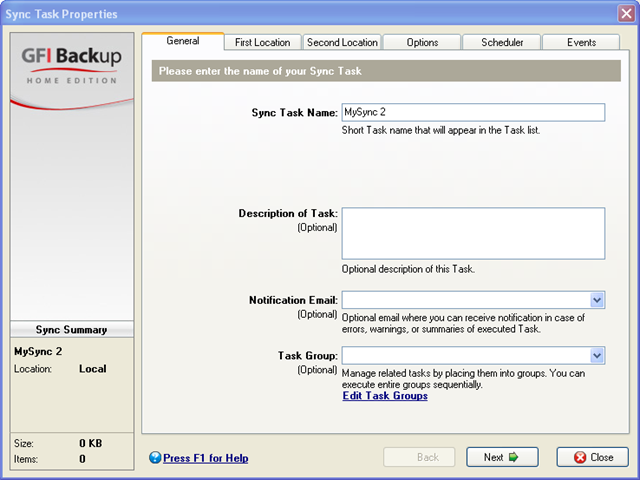 Sync Task Properties
GFI Backup
HOME EDITION
General
First Location
Second Location
Options
Scheduler
Events
Please enter the name of your Sync Task
Sync Task Name:
MySync 2
Short Task name that will appear in the Task list.
Description of Task:
(Optional)
Optional description of this Task.
Notification Email:
(Optional)
Optional email where you can receive notification in case of
errors, warnings, or summaries of executed Task.
Task Group:
(Optional)
Manage related tasks by placing them into groups. You can
execute entire groups sequentially.
Edit Task Groups
Sync Summary
MySync 2
Location: Local
Size: 0 KB
Items: 0
Press F1 for Help
Back
Next
Close